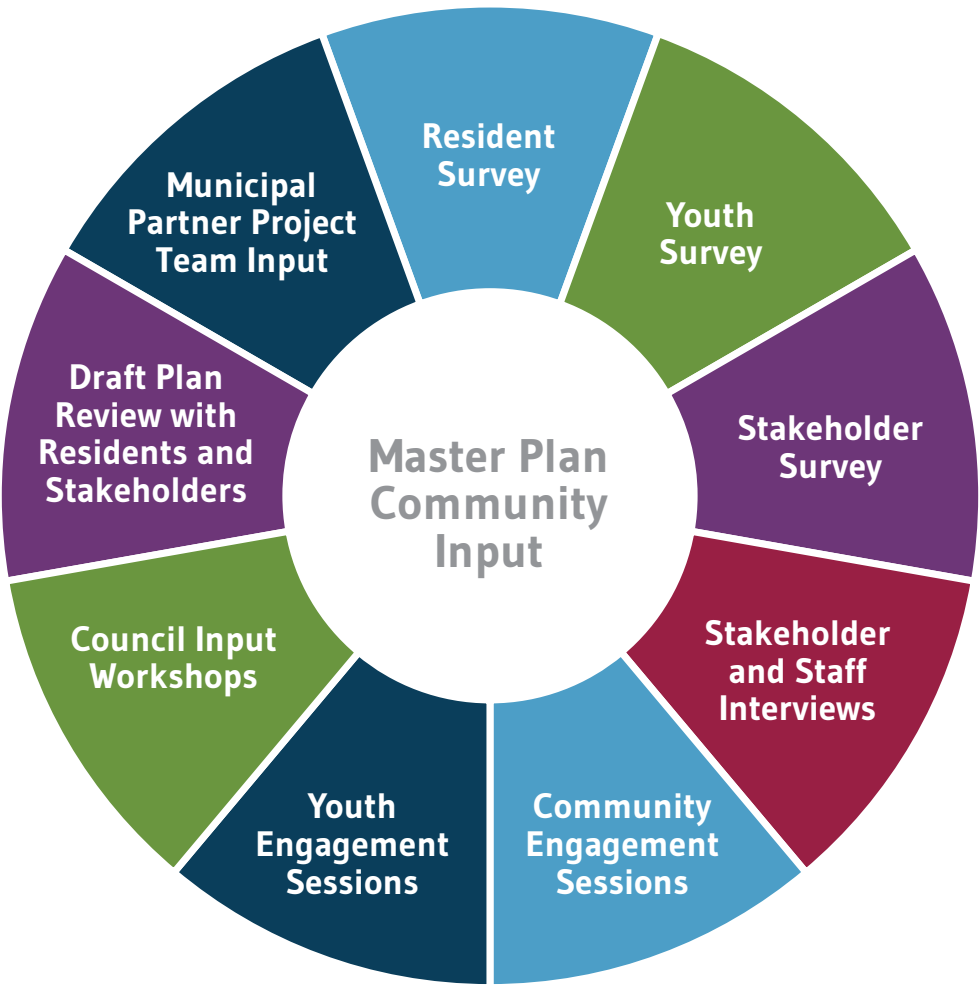 Resident
Survey
Youth
Survey
Stakeholder
Survey
Stakeholder
and Staff
Interviews
Community
Engagement
Sessions
Youth
Engagement
Sessions
Council Input
Workshops
Draft Plan
Review with
Residents and
Stakeholders
Municipal
Partner Project
Team Input
Master Plan
Community
Input